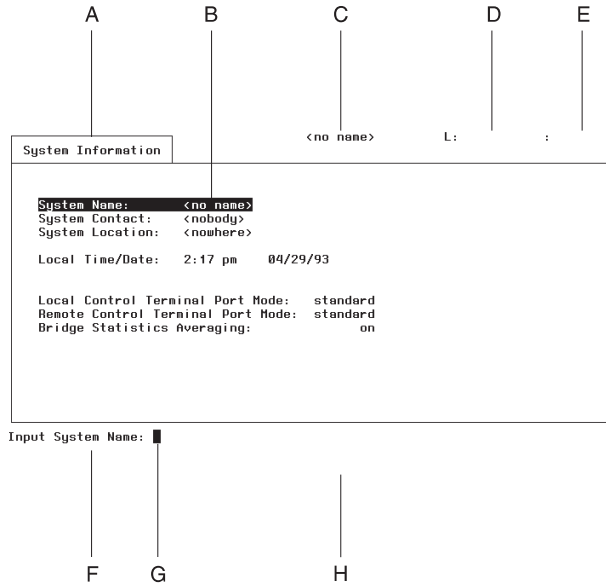 A B C D E
<no name> L: :
System Information
System Name: <no name>
System Contact: <nobody>
System Location: <nowhere>
Local Time/Date: 2:17 pm 04/29/93
Local Control Terminal Port Mode: standard
Remote Control Terminal Port Mode: standard
Bridge Statistics Averaging: on
Input System Name:
F G H